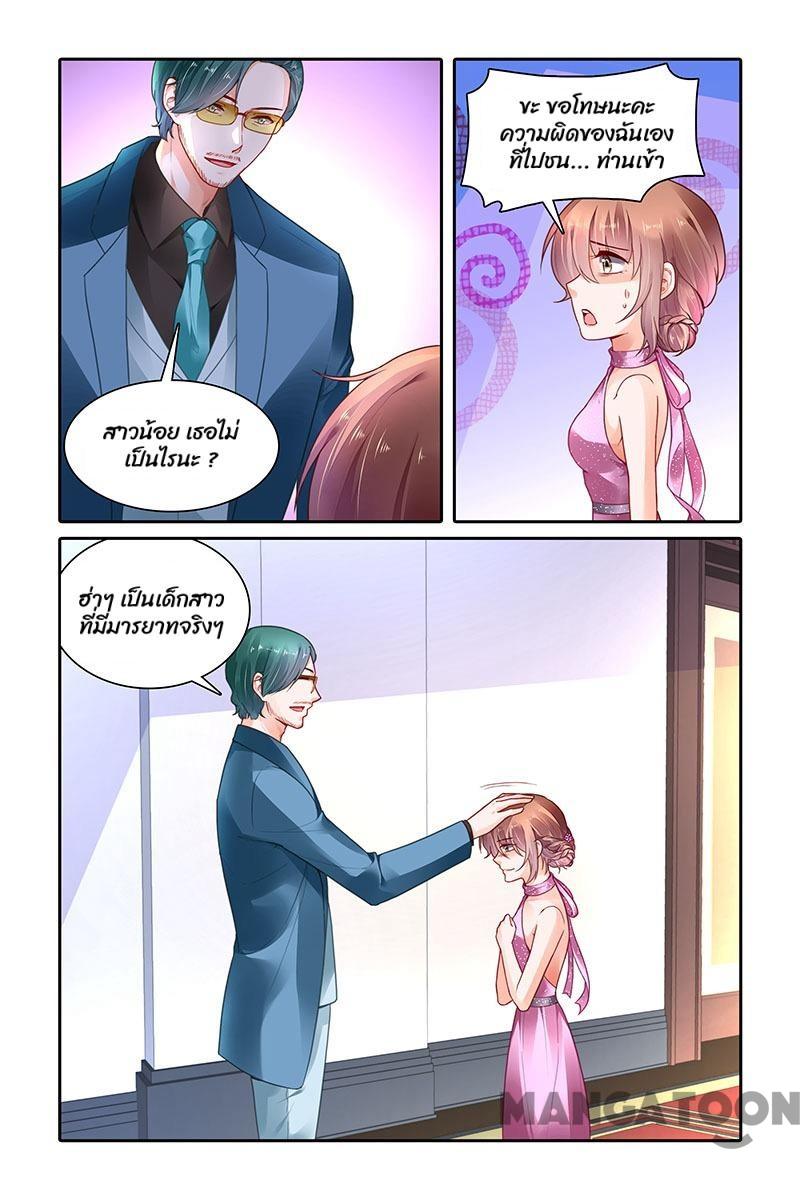 สาวน้อย เธอไม่
เป็นไรนะ ?
ขะ ขอโทษนะคะ
ความผิดของฉันเอง
ที่ไปชน... ท่านเข้า
ฮ่าๆ เป็นเด็กสาว
ที่มีมารยาทจริงๆ
MANGATOON